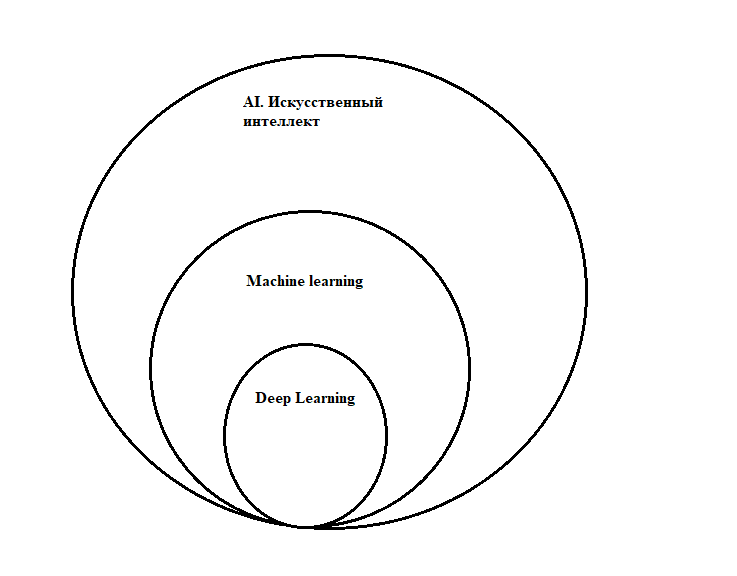 AI. Искусственный
интеллект
Machine learning
Deep Learning